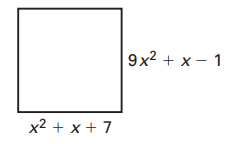 9x² + x − 1
x² + x + 7